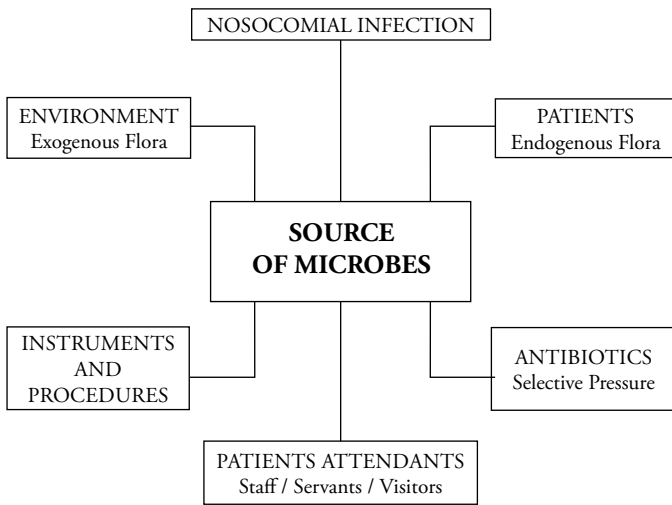 NOSOCOMIAL INFECTION
ENVIRONMENT
Exogenous Flora
PATIENTS
Endogenous Flora
SOURCE
OF MICROBES
INSTRUMENTS
AND
PROCEDURES
ANTIBIOTICS
Selective Pressure
PATIENTS ATTENDANTS
Staff / Servants / Visitors